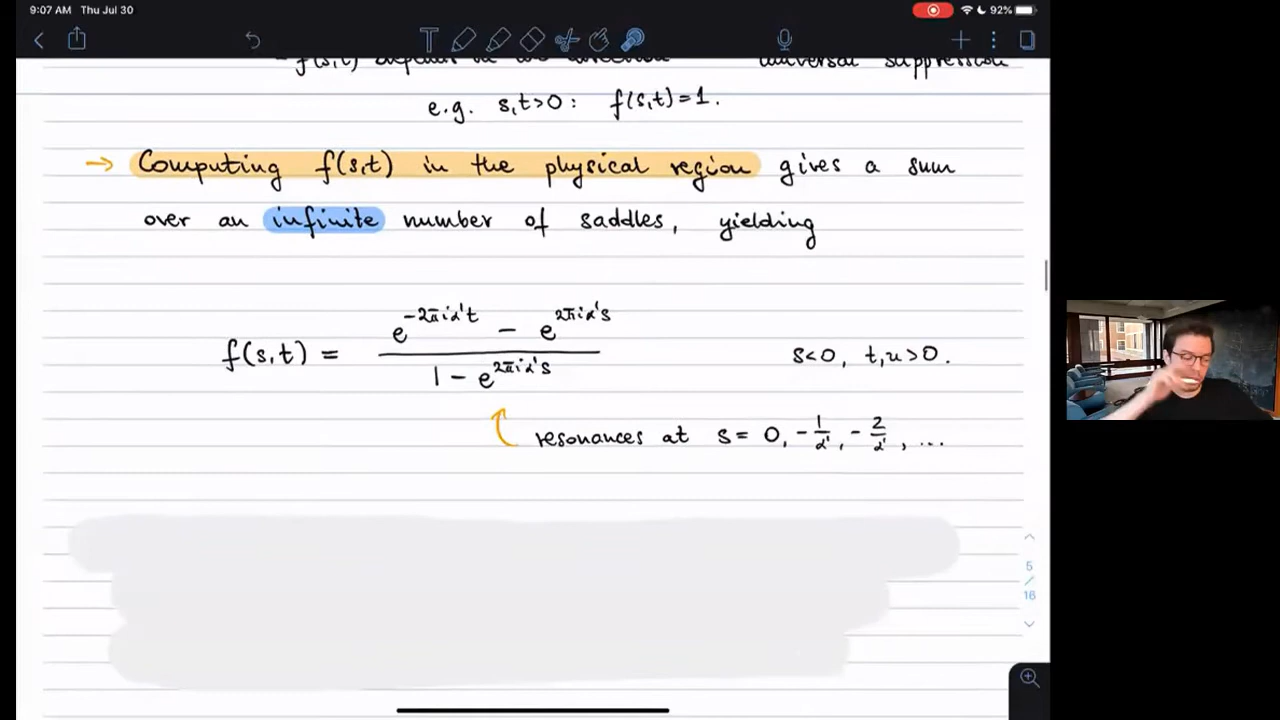 9:07 AM Thu Jul 30
92%
T
suppression
e.g. s,t>0: f(s,t)=1.
→ Computing f(s,t) in the physical region gives a sum
over an infinite number of saddles, yielding
f(s,t) = (e^{-2πiα't} - e^{2πiα's}) / (1 - e^{2πiα's}) s<0, t,u>0.
resonances at s = 0, -1/α', -2/α', ...
5
/
16